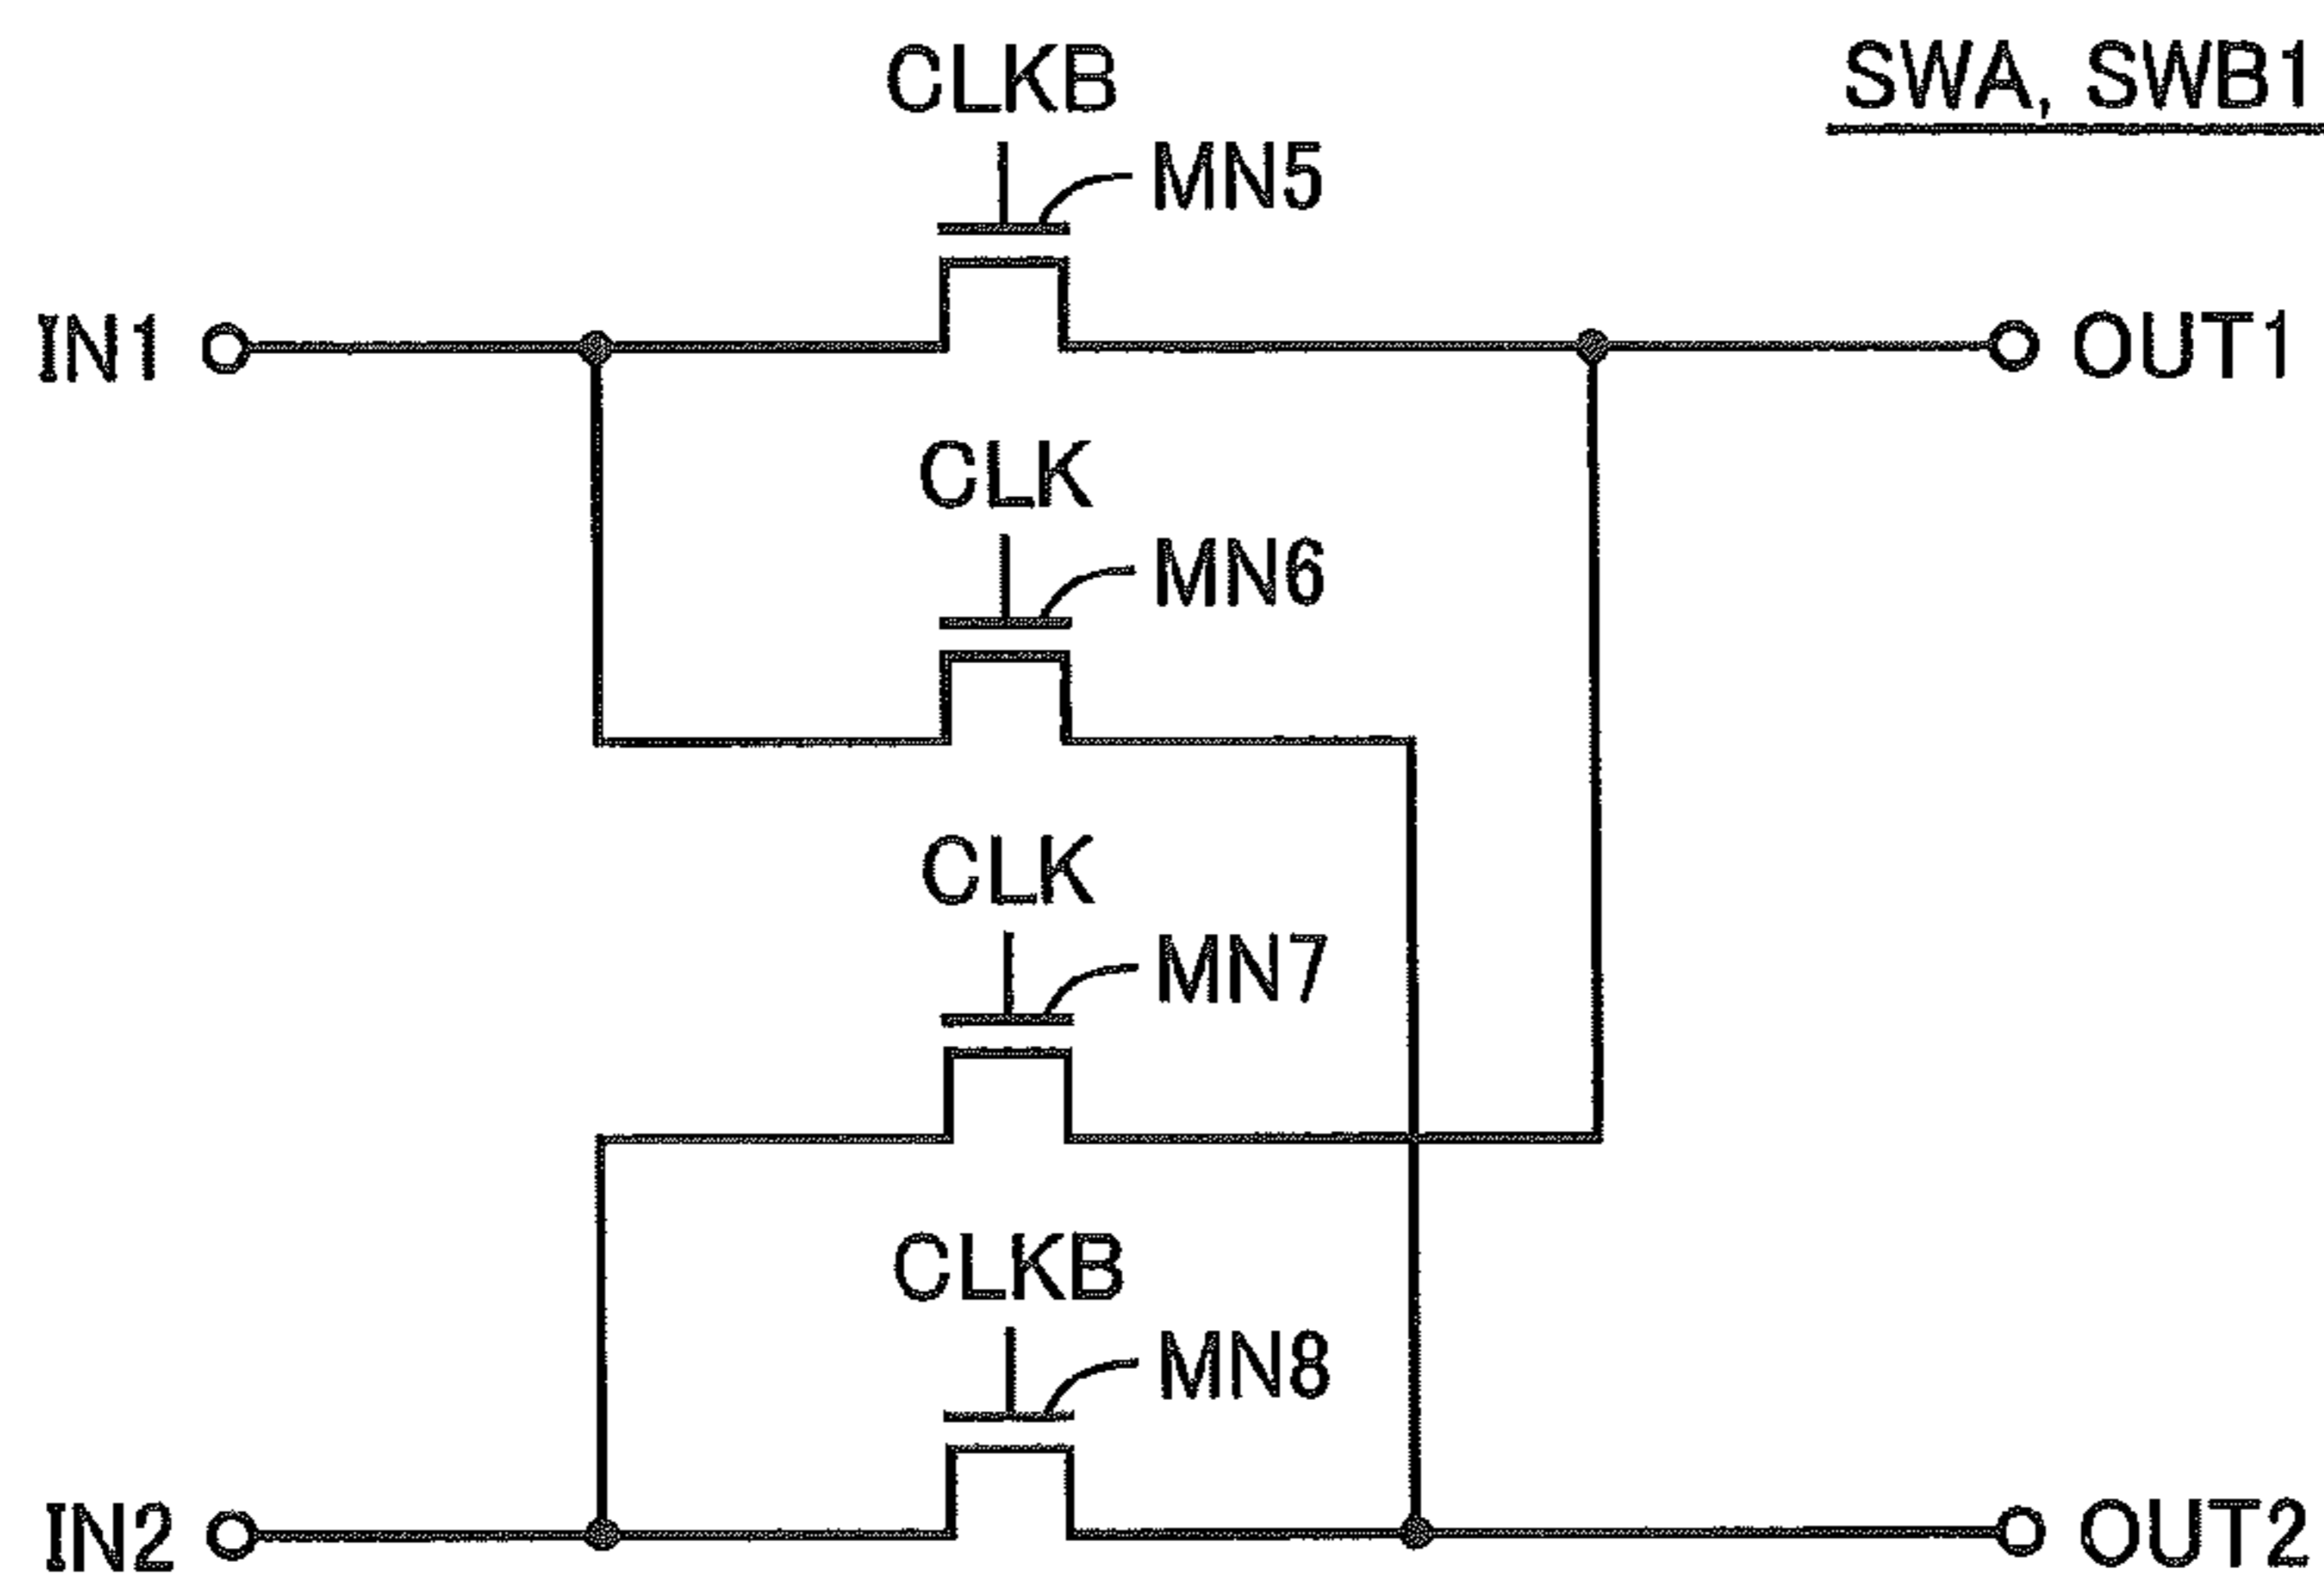 SWA, SWB1
CLKB
MN5
IN1
OUT1
CLK
MN6
CLK
MN7
CLKB
MN8
IN2
OUT2